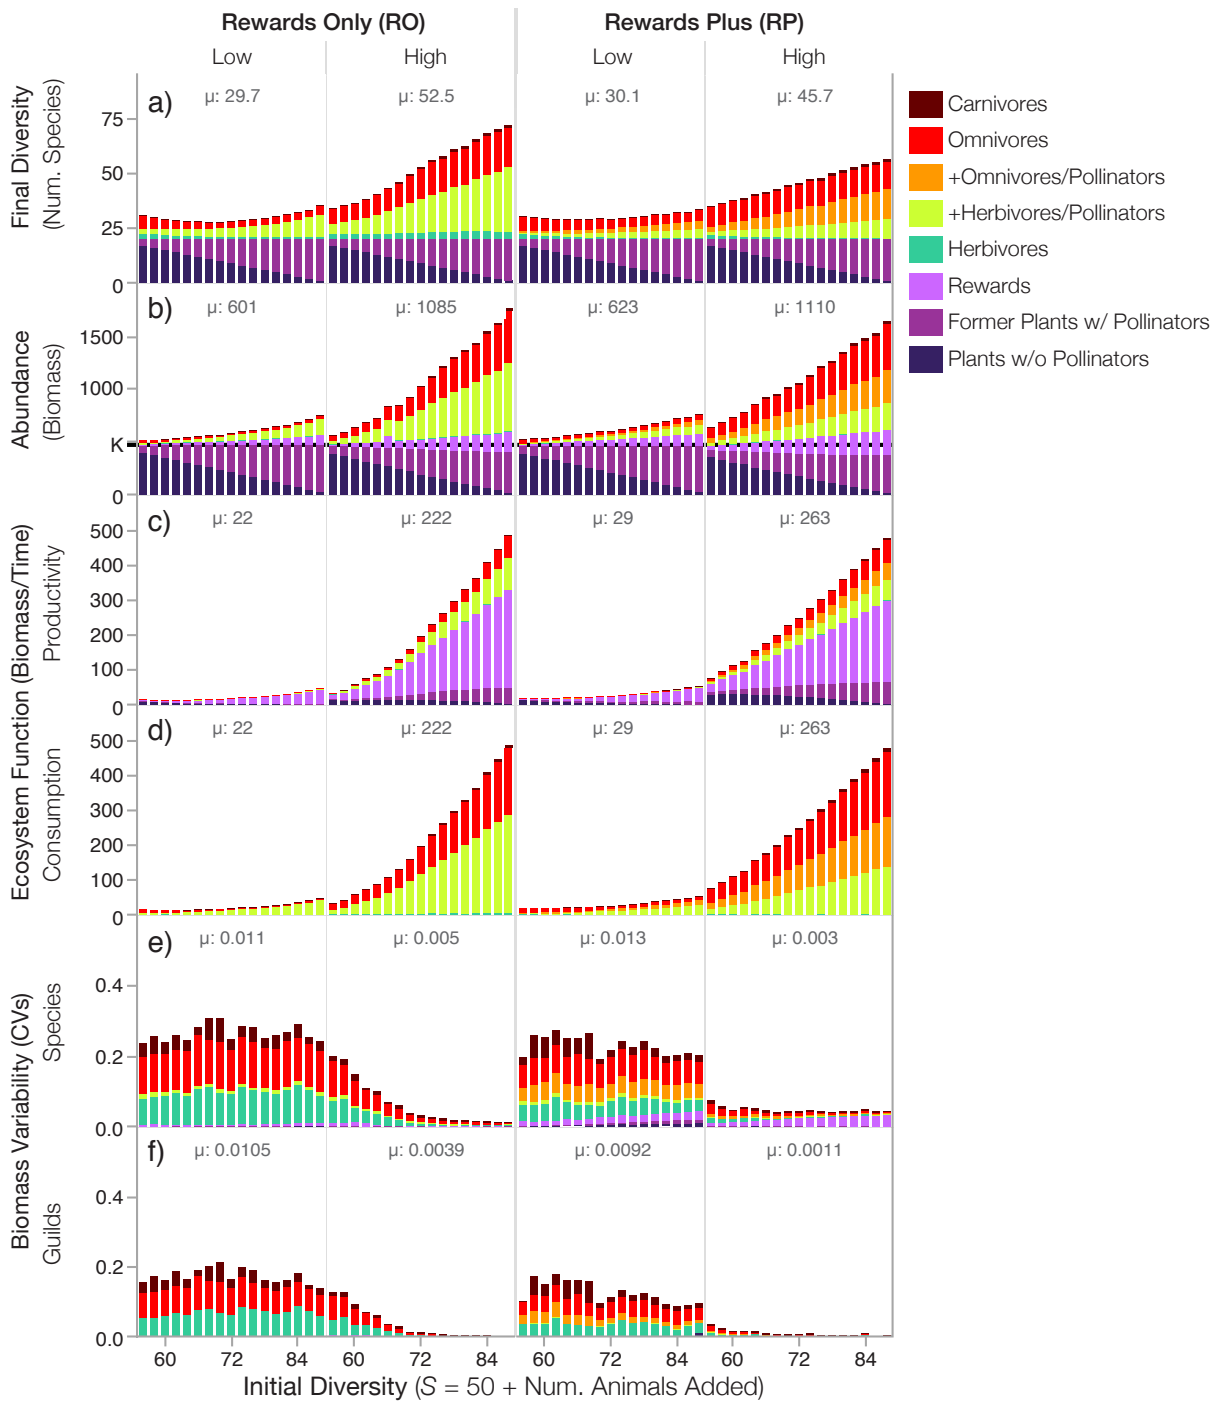 Rewards Only (RO) Rewards Plus (RP)
Low High Low High
a) μ: 29.7 μ: 52.5 μ: 30.1 μ: 45.7
Final Diversity
(Num. Species)
75
50
25
0
b) μ: 601 μ: 1085 μ: 623 μ: 1110
Abundance
(Biomass)
1500
1000
K
0
c) μ: 22 μ: 222 μ: 29 μ: 263
Ecosystem Function (Biomass/Time)
Productivity
500
400
300
200
100
0
d) μ: 22 μ: 222 μ: 29 μ: 263
Consumption
500
400
300
200
100
0
e) μ: 0.011 μ: 0.005 μ: 0.013 μ: 0.003
Biomass Variability (CVs)
Species
0.4
0.2
0.0
f) μ: 0.0105 μ: 0.0039 μ: 0.0092 μ: 0.0011
Guilds
0.4
0.2
0.0
60 72 84 60 72 84 60 72 84 60 72 84
Initial Diversity (S = 50 + Num. Animals Added)
Carnivores
Omnivores
+Omnivores/Pollinators
+Herbivores/Pollinators
Herbivores
Rewards
Former Plants w/ Pollinators
Plants w/o Pollinators